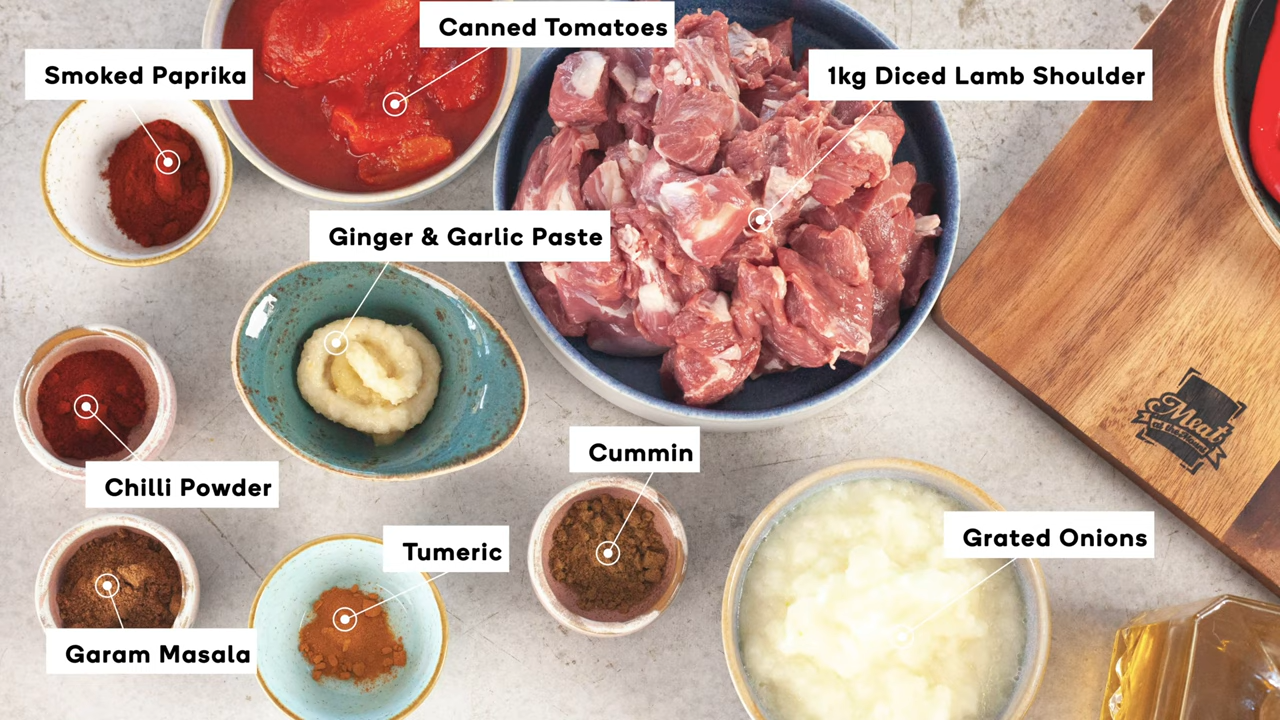 Canned Tomatoes
Smoked Paprika
1kg Diced Lamb Shoulder
Ginger & Garlic Paste
Cummin
Chilli Powder
Tumeric
Grated Onions
Garam Masala
Meat